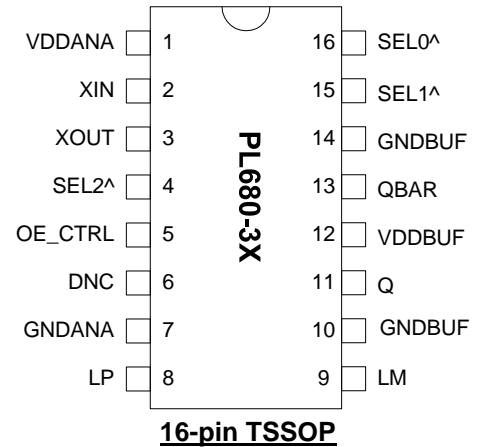 VDDANA 1 16 SEL0^
XIN 2 15 SEL1^
XOUT 3 14 GNDBUF
SEL2^ 4 13 QBAR
OE_CTRL 5 12 VDDBUF
DNC 6 11 Q
GNDANA 7 10 GNDBUF
LP 8 9 LM
PL680-3X
16-pin TSSOP